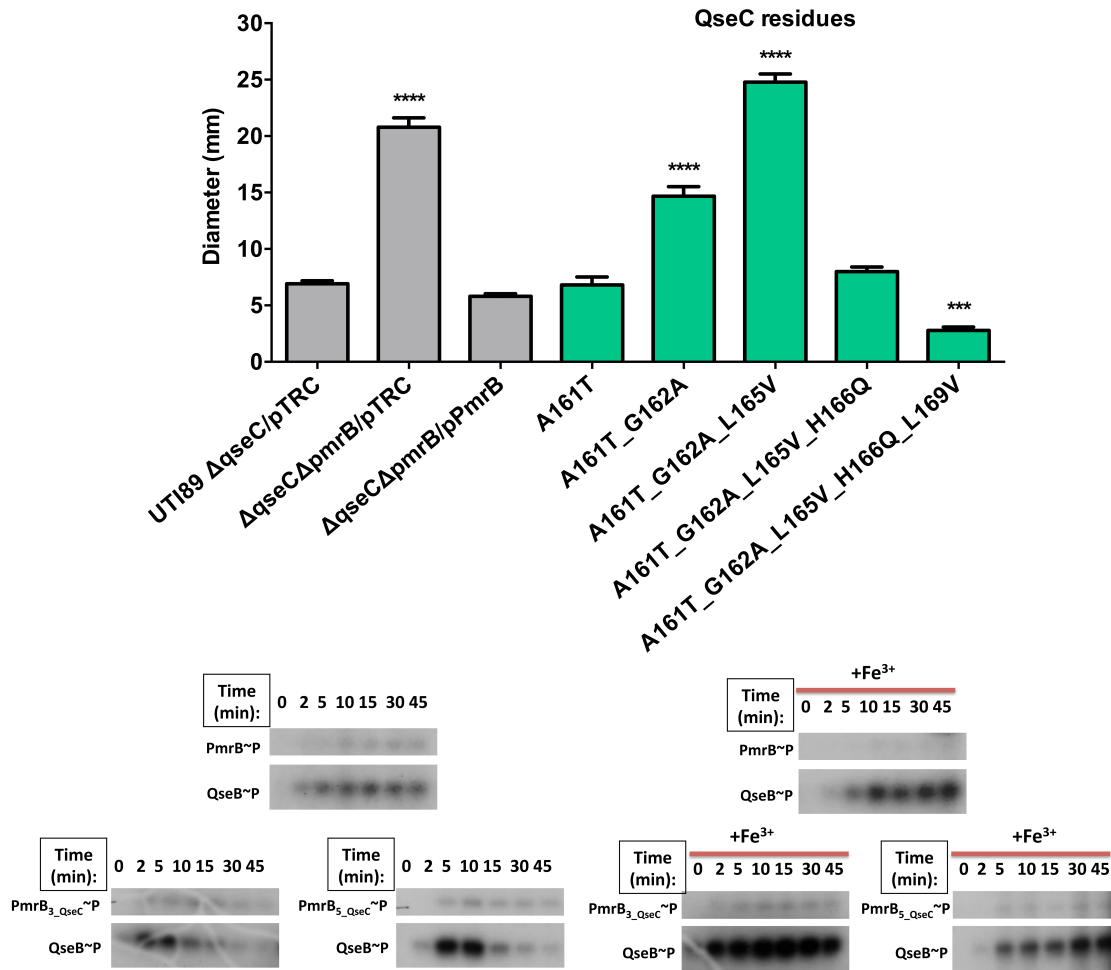 QseC residues
30
25
20
15
10
5
0
Diameter (mm)
****
****
****
***
UTI89 ΔqseC/pTRC
ΔqseCΔpmrB/pTRC
ΔqseCΔpmrB/pPmrB
A161T
A161T_G162A
A161T_G162A_L165V
A161T_G162A_L165V_H166Q
A161T_G162A_L165V_H166Q_L169V
Time (min): 0 2 5 10 15 30 45
PmrB~P
QseB~P
+Fe³⁺
Time (min): 0 2 5 10 15 30 45
PmrB~P
QseB~P
Time (min): 0 2 5 10 15 30 45
PmrB₃_QseC~P
QseB~P
Time (min): 0 2 5 10 15 30 45
PmrB₅_QseC~P
QseB~P
+Fe³⁺
Time (min): 0 2 5 10 15 30 45
PmrB₃_QseC~P
QseB~P
+Fe³⁺
Time (min): 0 2 5 10 15 30 45
PmrB₅_QseC~P
QseB~P